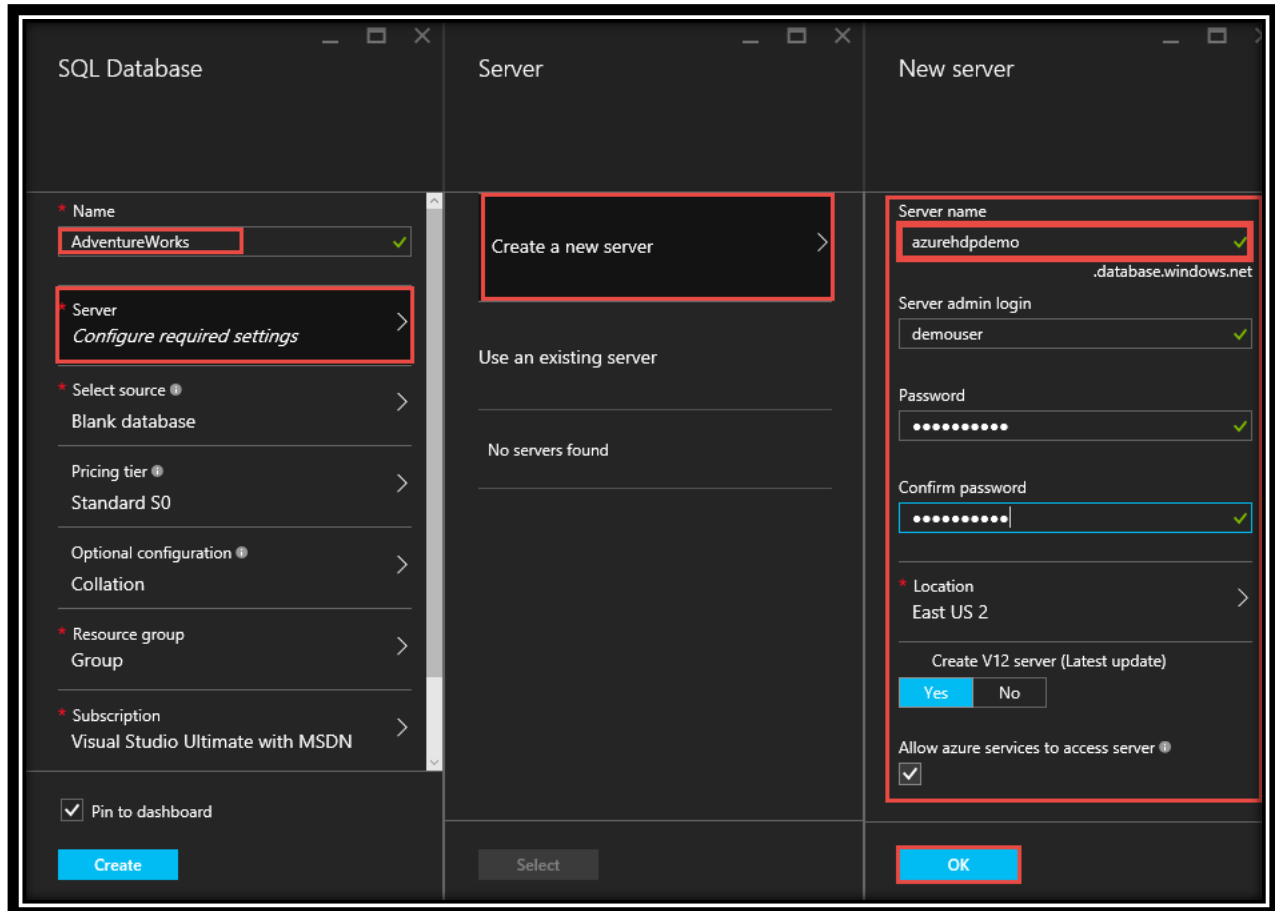 SQL Database
* Name
AdventureWorks
* Server
Configure required settings
* Select source
Blank database
Pricing tier
Standard S0
Optional configuration
Collation
* Resource group
Group
* Subscription
Visual Studio Ultimate with MSDN
Pin to dashboard
Create
Server
Create a new server
Use an existing server
No servers found
Select
New server
Server name
azurehdpdemo
.database.windows.net
Server admin login
demouser
Password
••••••••••
Confirm password
••••••••••
* Location
East US 2
Create V12 server (Latest update)
Yes No
Allow azure services to access server
OK